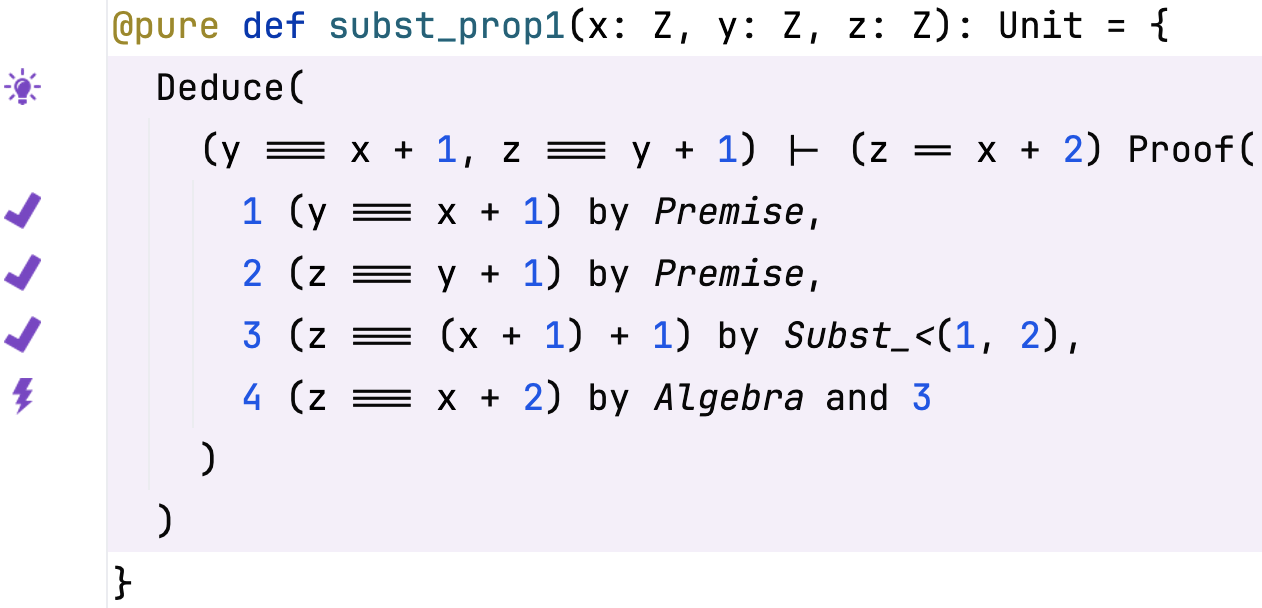 @pure def subst_prop1(x: Z, y: Z, z: Z): Unit = {
Deduce(
(y === x + 1, z === y + 1) |- (z == x + 2) Proof(
1 (y === x + 1) by Premise,
2 (z === y + 1) by Premise,
3 (z === (x + 1) + 1) by Subst_<(1, 2),
4 (z === x + 2) by Algebra and 3
)
)
}